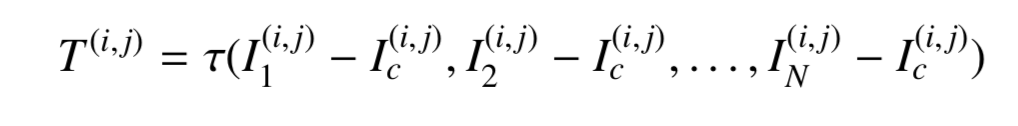 T^{(i,j)} = τ(I_1^{(i,j)} − I_c^{(i,j)}, I_2^{(i,j)} − I_c^{(i,j)}, . . . , I_N^{(i,j)} − I_c^{(i,j)})